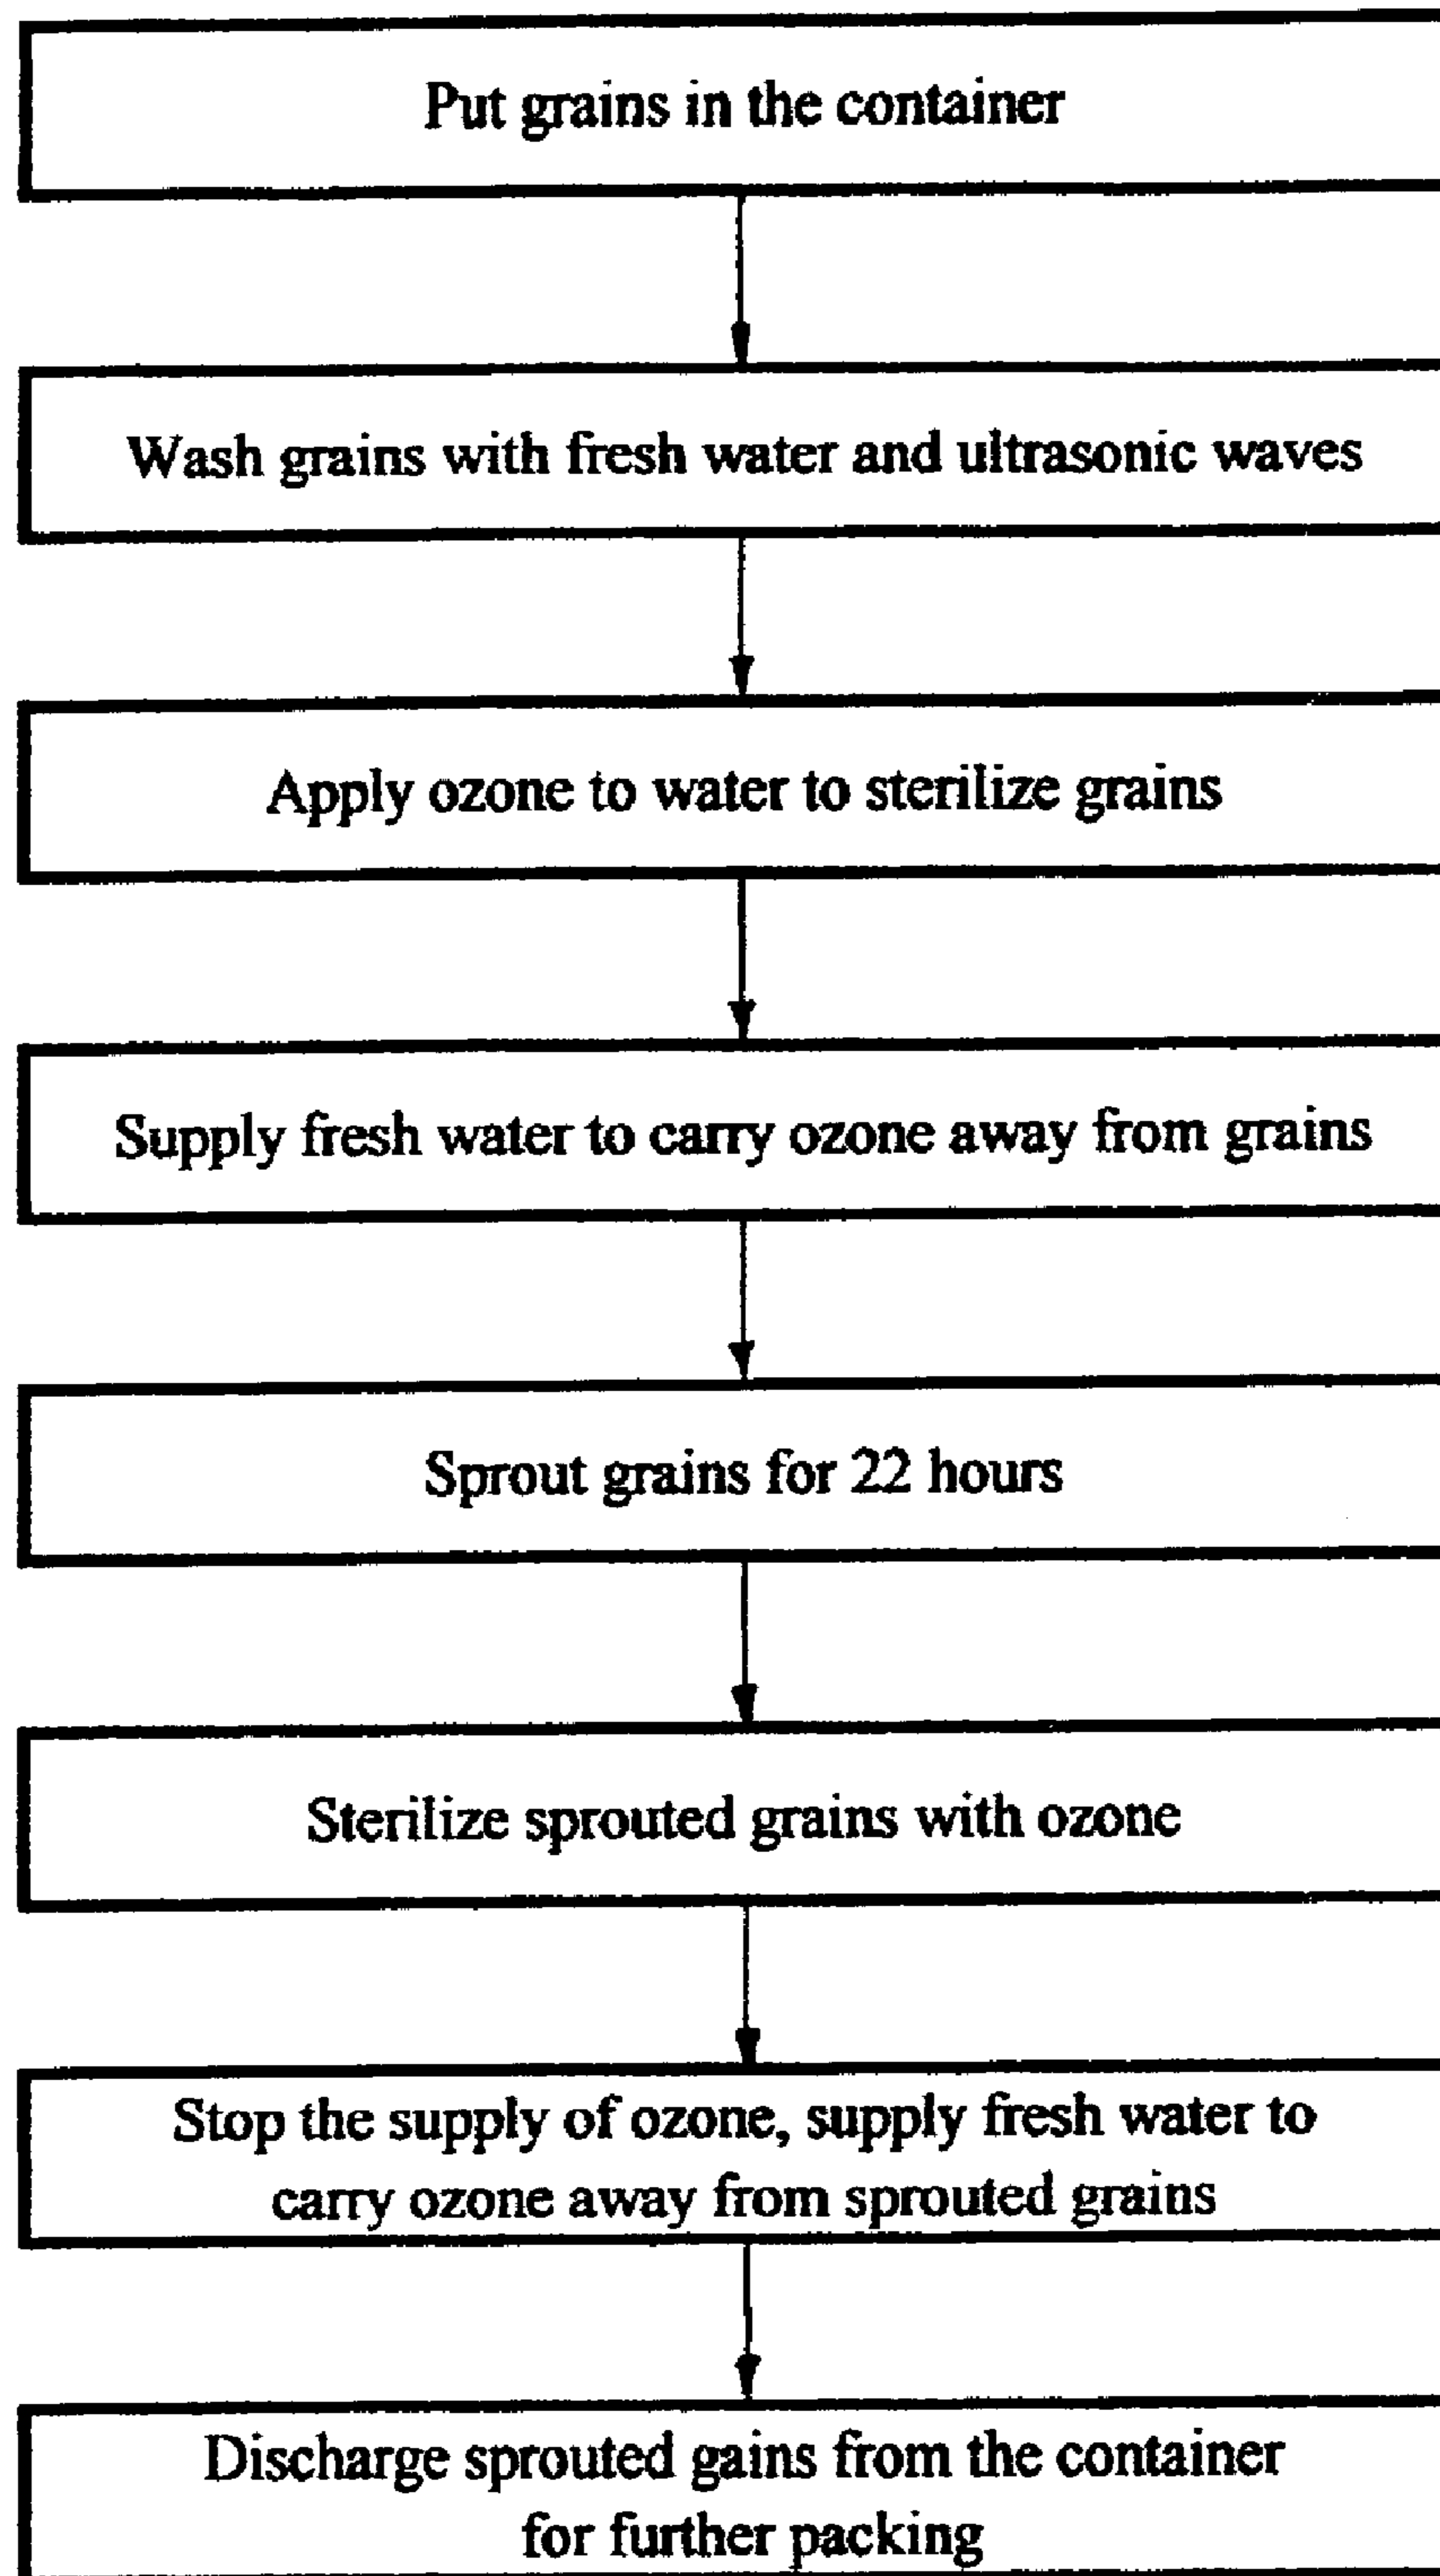 Put grains in the container
Wash grains with fresh water and ultrasonic waves
Apply ozone to water to sterilize grains
Supply fresh water to carry ozone away from grains
Sprout grains for 22 hours
Sterilize sprouted grains with ozone
Stop the supply of ozone, supply fresh water to
carry ozone away from sprouted grains
Discharge sprouted gains from the container
for further packing